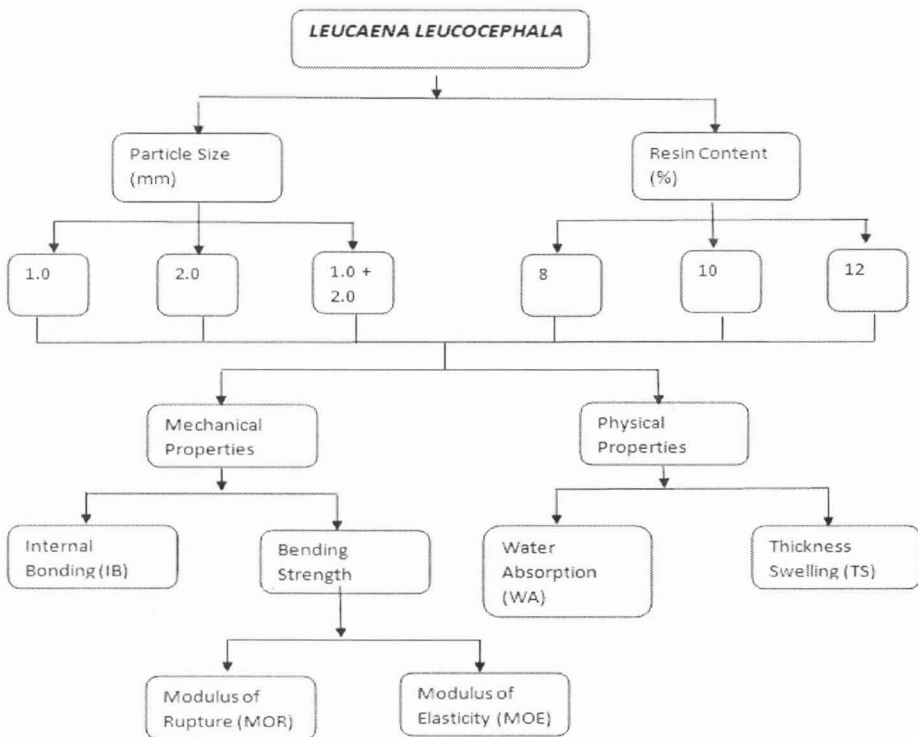 LEUCAENA LEUCOCEPHALA
Particle Size
(mm)
Resin Content
(%)
1.0
2.0
1.0 +
2.0
8
10
12
Mechanical
Properties
Physical
Properties
Internal
Bonding (IB)
Bending
Strength
Water
Absorption
(WA)
Thickness
Swelling (TS)
Modulus of
Rupture (MOR)
Modulus of
Elasticity (MOE)